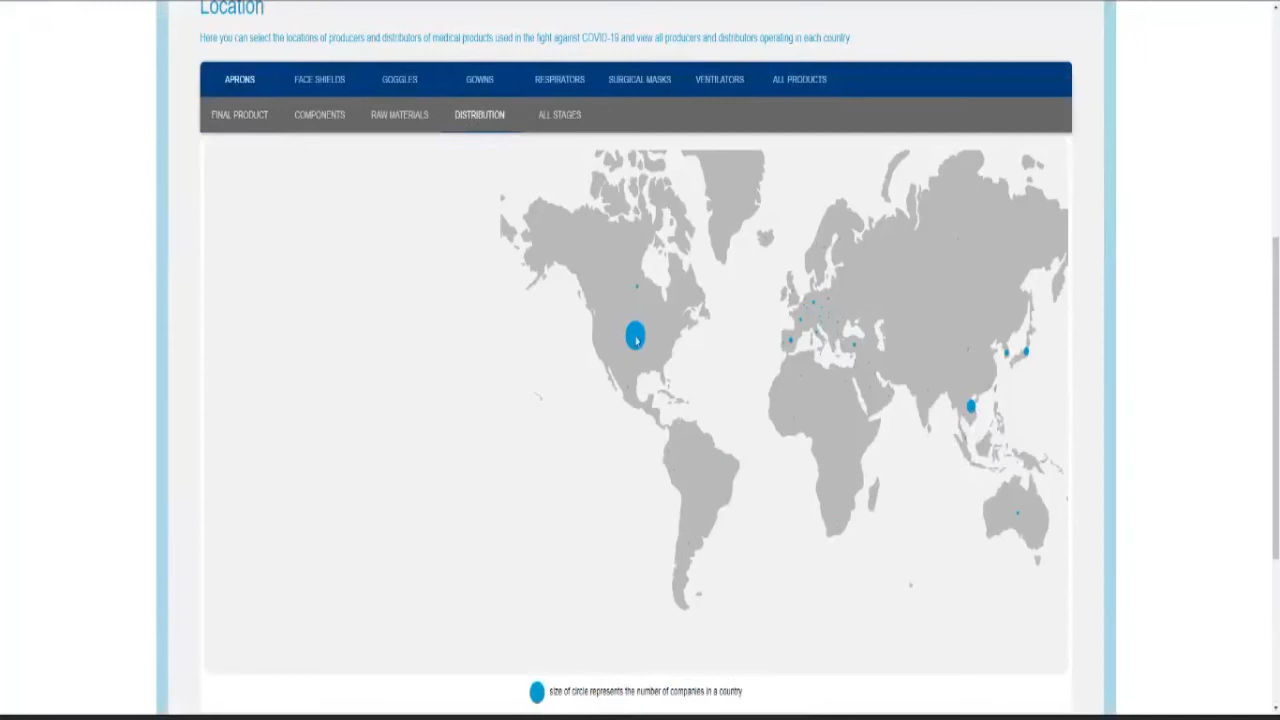 Location
Here you can select the locations of producers and distributors of medical products used in the fight against COVID-19 and view all producers and distributors operating in each country
APRONS FACE SHIELDS GOGGLES GOWNS RESPIRATORS SURGICAL MASKS VENTILATORS ALL PRODUCTS
FINAL PRODUCT COMPONENTS RAW MATERIALS DISTRIBUTION ALL STAGES
size of circle represents the number of companies in a country